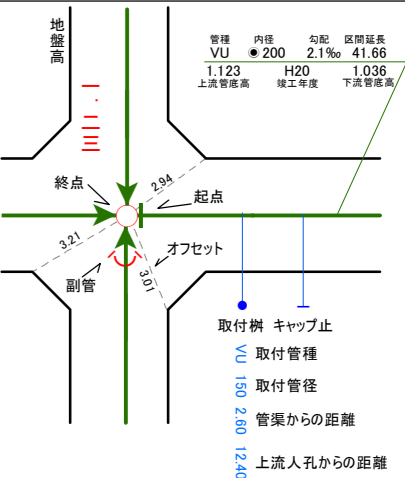 地盤高
一．二三
管種 内径 勾配 区間延長
VU ◉200 2.1‰ 41.66
1.123 H20 1.036
上流管底高 竣工年度 下流管底高
終点
2.94
起点
3.21
オフセット
3.01
副管
取付桝 キャップ止
VU 取付管種
150 取付管径
2.60 管渠からの距離
12.40 上流人孔からの距離